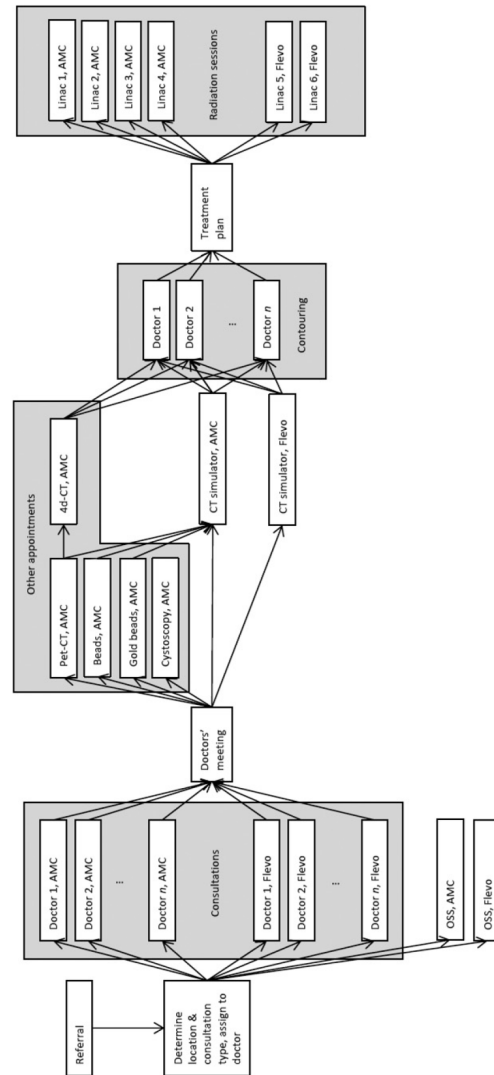 Referral
Determine
location &
consultation
type, assign to
doctor
Consultations
Doctor 1, AMC
Doctor 2, AMC
...
Doctor n, AMC
Doctor 1, Flevo
Doctor 2, Flevo
...
Doctor n, Flevo
OSS, AMC
OSS, Flevo
Doctors'
meeting
Other appointments
Pet-CT, AMC
Beads, AMC
Gold beads, AMC
Cystoscopy, AMC
4d-CT, AMC
CT simulator, AMC
CT simulator, Flevo
Doctor 1
Doctor 2
...
Doctor n
Contouring
Treatment
plan
Linac 1, AMC
Linac 2, AMC
Linac 3, AMC
Linac 4, AMC
Radiation sessions
Linac 5, Flevo
Linac 6, Flevo